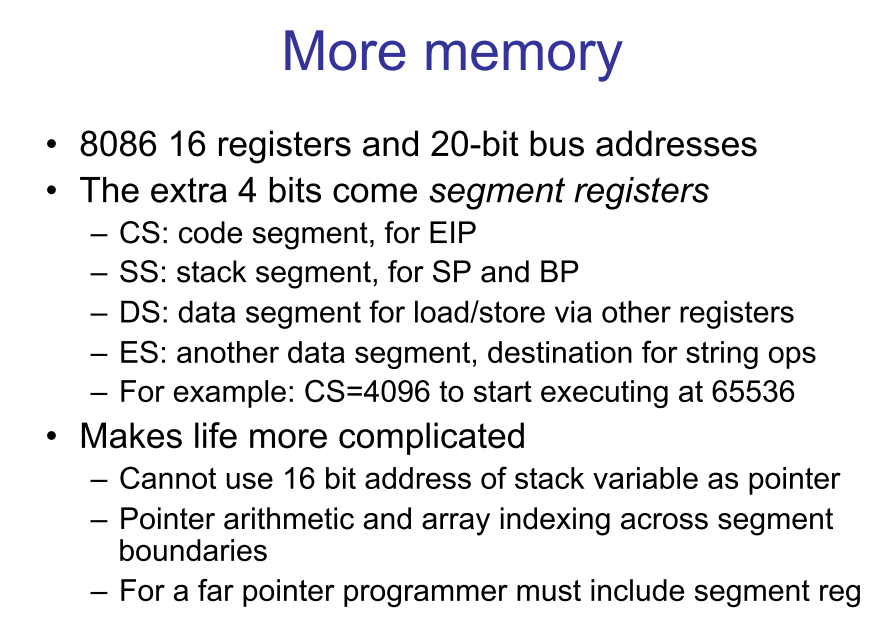 More memory
• 8086 16 registers and 20-bit bus addresses
• The extra 4 bits come segment registers
– CS: code segment, for EIP
– SS: stack segment, for SP and BP
– DS: data segment for load/store via other registers
– ES: another data segment, destination for string ops
– For example: CS=4096 to start executing at 65536
• Makes life more complicated
– Cannot use 16 bit address of stack variable as pointer
– Pointer arithmetic and array indexing across segment
boundaries
– For a far pointer programmer must include segment reg